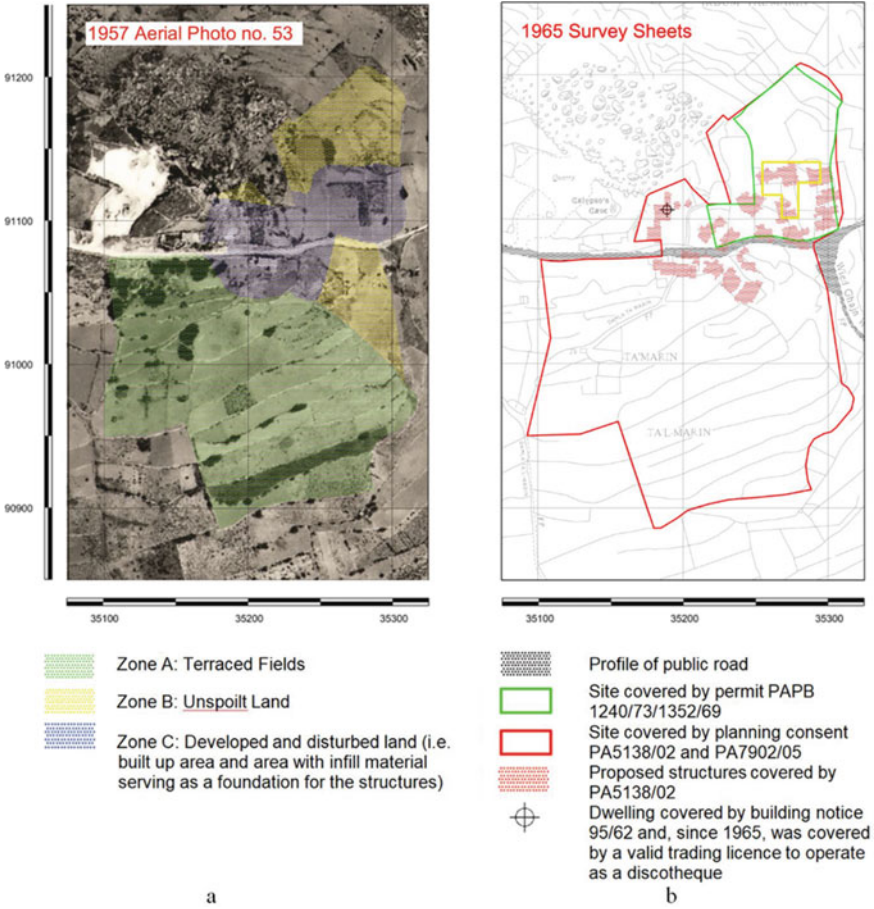 1957 Aerial Photo no. 53
91200
91100
91000
90900
35100
35200
35300
Zone A: Terraced Fields
Zone B: Unspoilt Land
Zone C: Developed and disturbed land (i.e.
built up area and area with infill material
serving as a foundation for the structures)
a
1965 Survey Sheets
Quarry
Calypso's
Cave
Wied Għajn
TA'MARIN
TA'L MARIN
35100
35200
35300
Profile of public road
Site covered by permit PAPB
1240/73/1352/69
Site covered by planning consent
PA5138/02 and PA7902/05
Proposed structures covered by
PA5138/02
Dwelling covered by building notice
95/62 and, since 1965, was covered
by a valid trading licence to operate
as a discotheque
b